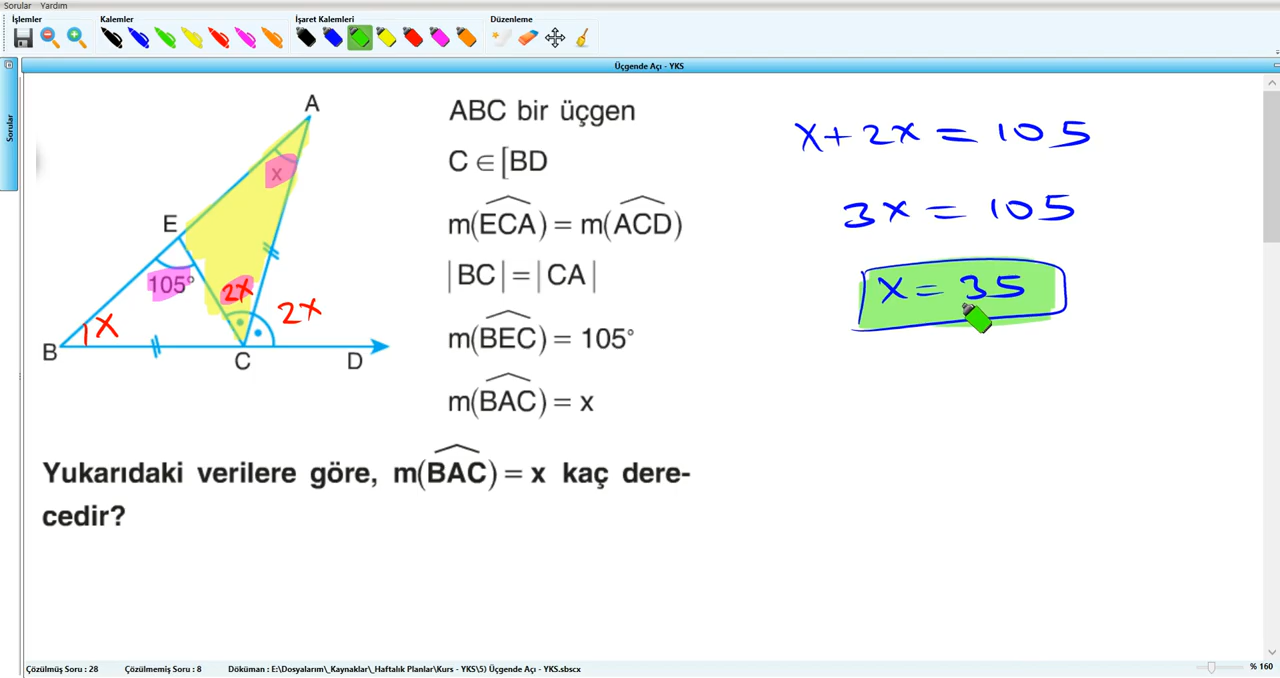 Sorular Yardım
İşlemler Kalemler İşaret Kalemleri Düzenleme
Üçgende Açı - YKS
Sorular
A
x
E
105°
2x
2x
x
B
C
D
ABC bir üçgen
C ∈ [BD
m(ECA) = m(ACD)
|BC| = |CA|
m(BEC) = 105°
m(BAC) = x
Yukarıdaki verilere göre, m(BAC) = x kaç dere-
cedir?
x + 2x = 105
3x = 105
x = 35
Çözülmüş Soru : 28 Çözülmemiş Soru : 8 Döküman : E:\Dosyalarım\_Kaynaklar\_Haftalık Planlar\Kurs - YKS\5) Üçgende Açı - YKS.sbscx % 160